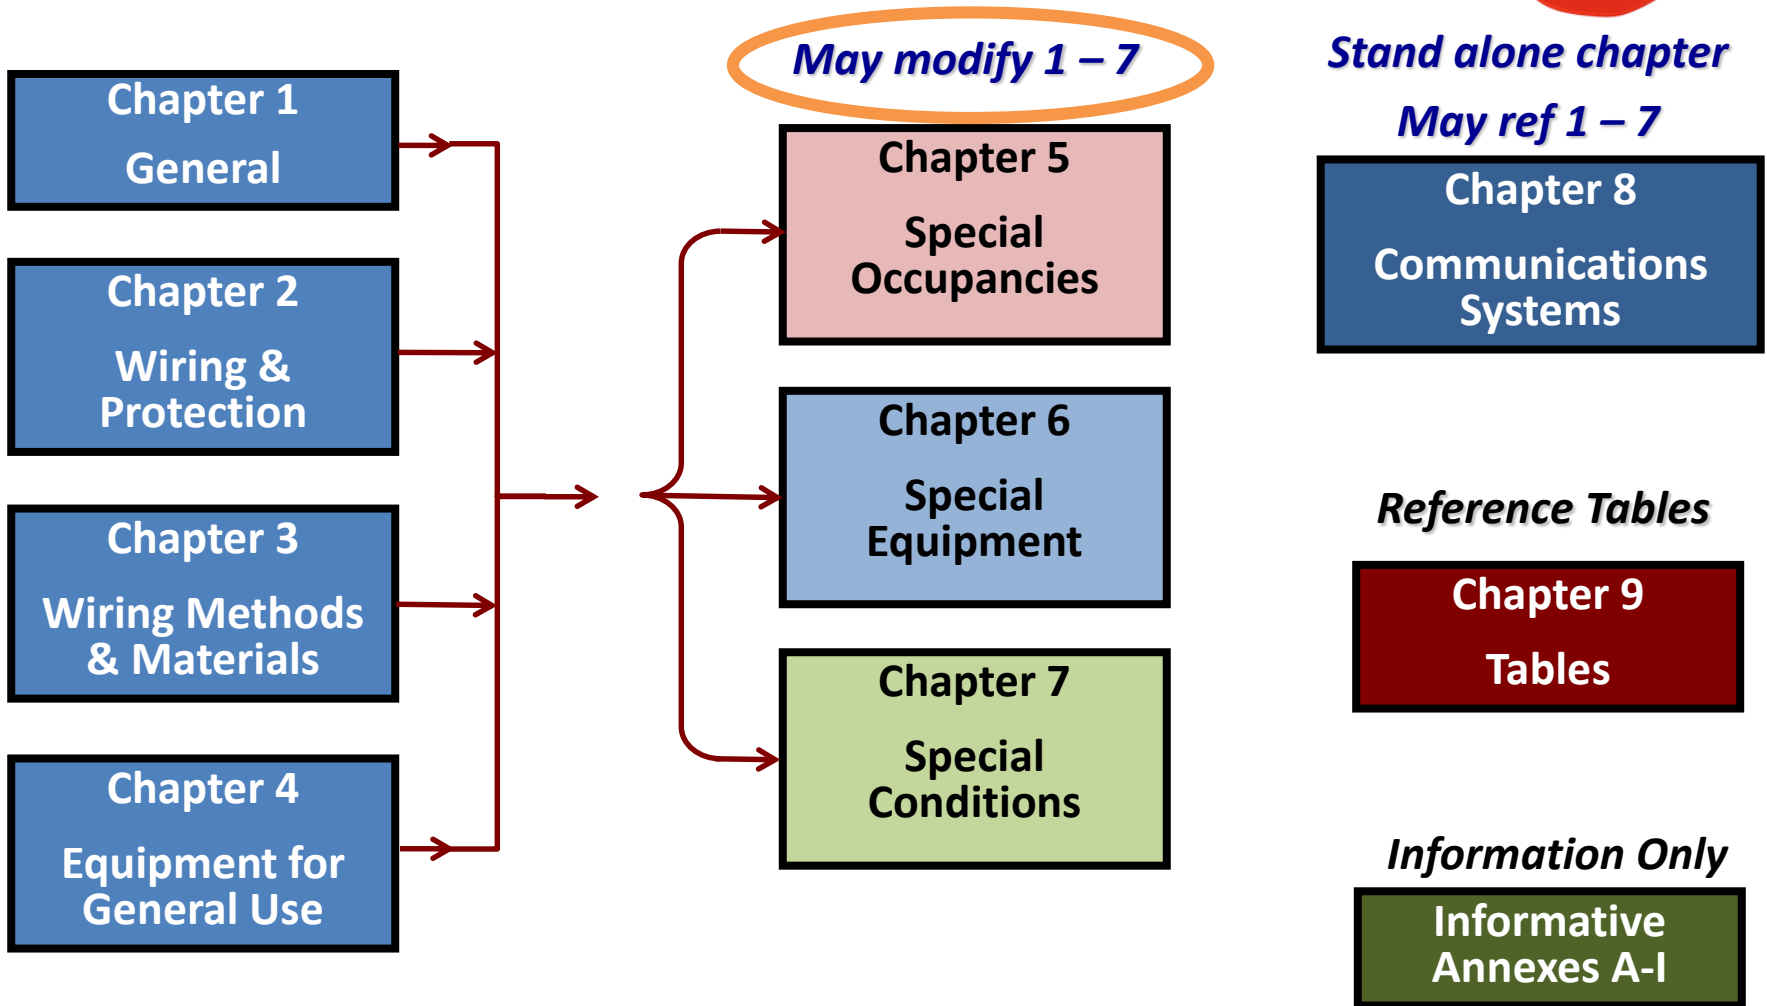 Chapter 1
General
Chapter 2
Wiring &
Protection
Chapter 3
Wiring Methods
& Materials
Chapter 4
Equipment for
General Use
May modify 1 – 7
Chapter 5
Special
Occupancies
Chapter 6
Special
Equipment
Chapter 7
Special
Conditions
Stand alone chapter
May ref 1 – 7
Chapter 8
Communications
Systems
Reference Tables
Chapter 9
Tables
Information Only
Informative
Annexes A-I